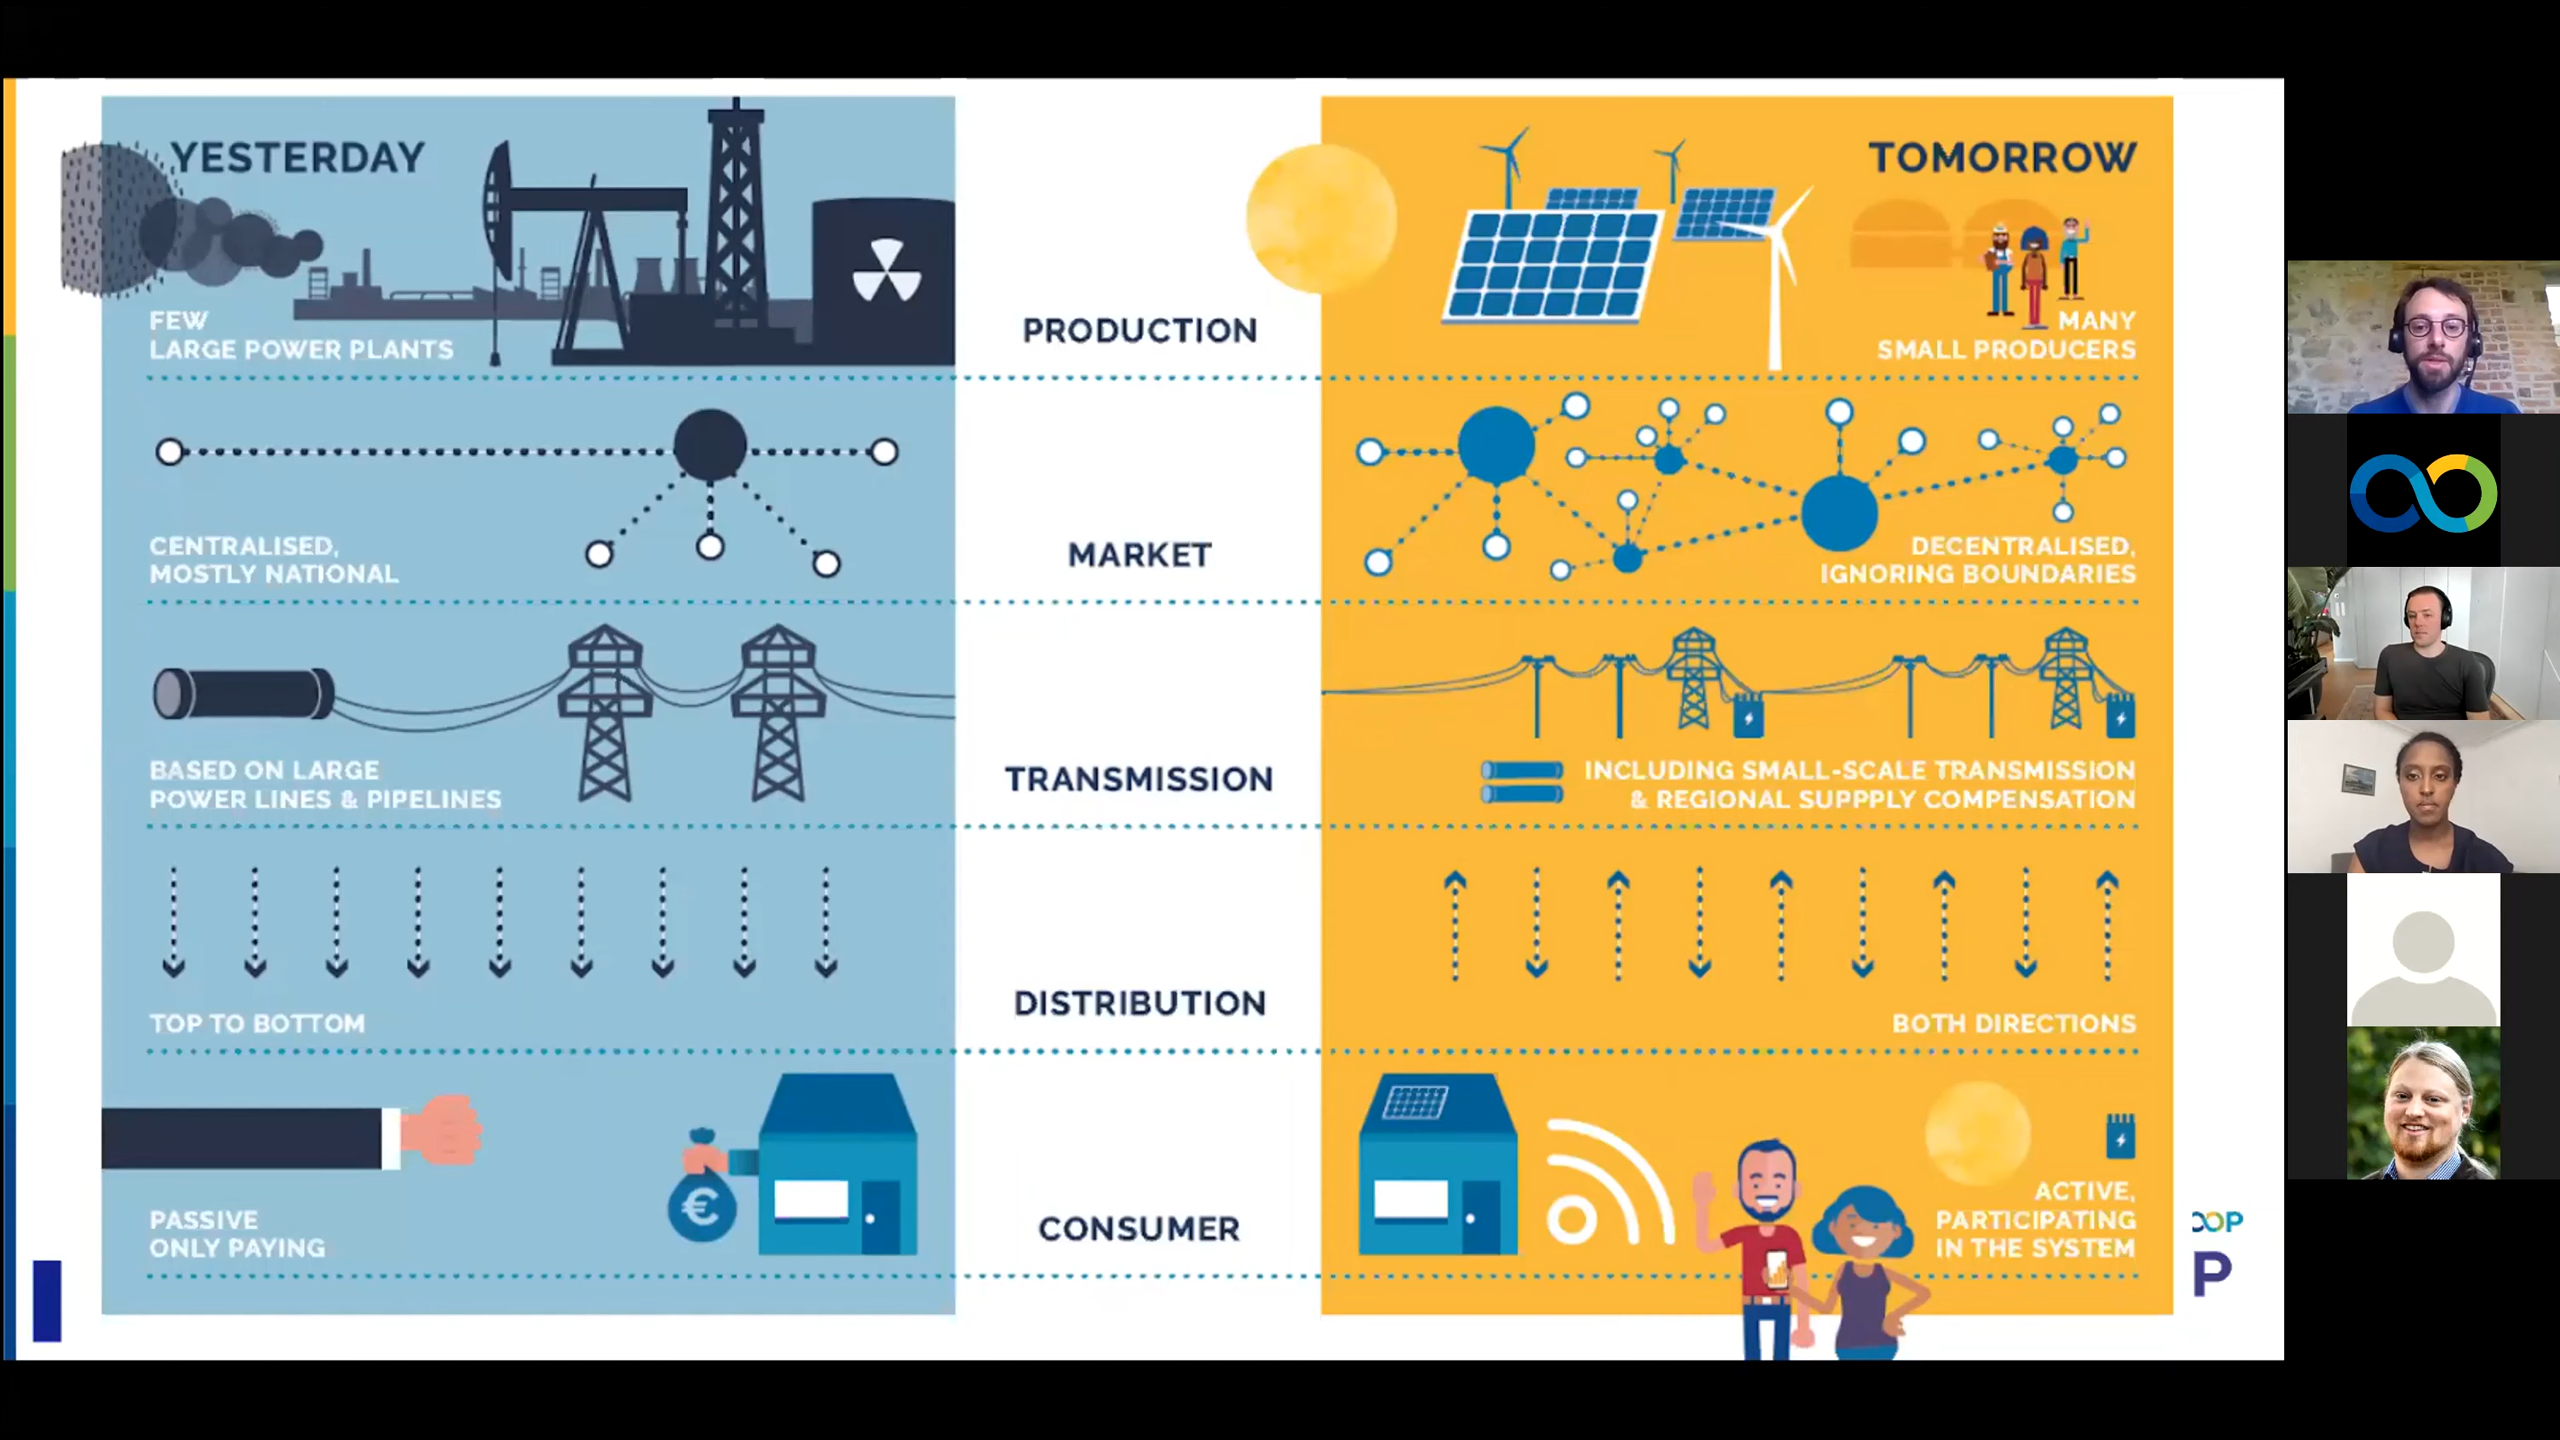 YESTERDAY
TOMORROW
FEW
LARGE POWER PLANTS
PRODUCTION
MANY
SMALL PRODUCERS
CENTRALISED,
MOSTLY NATIONAL
MARKET
DECENTRALISED,
IGNORING BOUNDARIES
BASED ON LARGE
POWER LINES & PIPELINES
TRANSMISSION
INCLUDING SMALL-SCALE TRANSMISSION
& REGIONAL SUPPPLY COMPENSATION
TOP TO BOTTOM
DISTRIBUTION
BOTH DIRECTIONS
€
PASSIVE
ONLY PAYING
CONSUMER
ACTIVE,
PARTICIPATING
IN THE SYSTEM
OOP
P